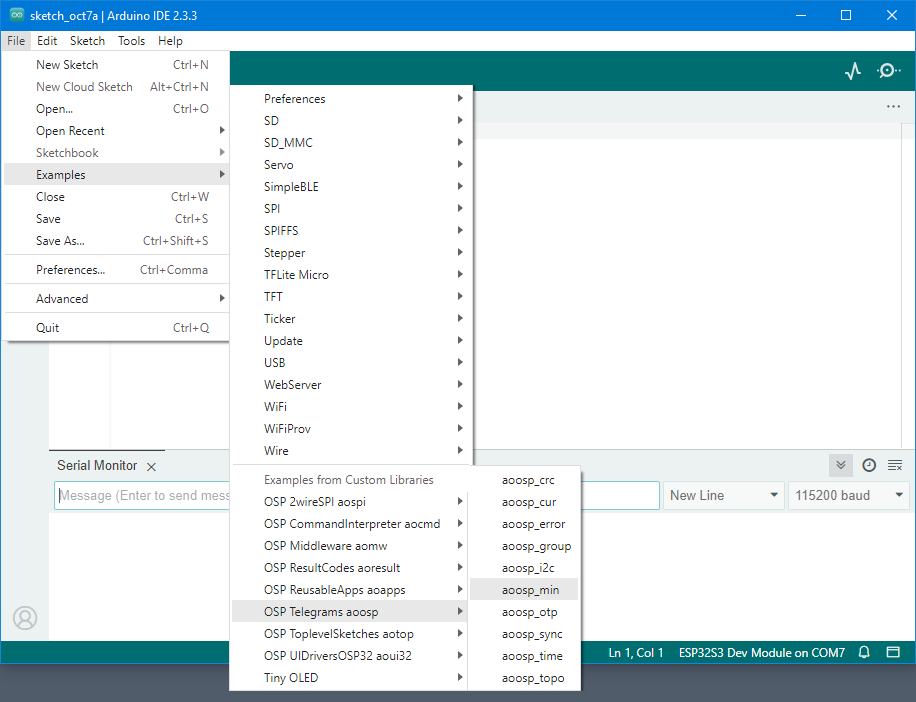 sketch_oct7a | Arduino IDE 2.3.3
File Edit Sketch Tools Help
New Sketch Ctrl+N
New Cloud Sketch Alt+Ctrl+N
Open... Ctrl+O
Open Recent
Sketchbook
Examples
Close Ctrl+W
Save Ctrl+S
Save As... Ctrl+Shift+S
Preferences... Ctrl+Comma
Advanced
Quit Ctrl+Q
Preferences
SD
SD_MMC
Servo
SimpleBLE
SPI
SPIFFS
Stepper
TFLite Micro
TFT
Ticker
Update
USB
WebServer
WiFi
WiFiProv
Wire
Examples from Custom Libraries
OSP 2wireSPI aospi
OSP CommandInterpreter aocmd
OSP Middleware aomw
OSP ResultCodes aoresult
OSP ReusableApps aoapps
OSP Telegrams aoosp
OSP ToplevelSketches aotop
OSP UIDriversOSP32 aoui32
Tiny OLED
aoosp_crc
aoosp_cur
aoosp_error
aoosp_group
aoosp_i2c
aoosp_min
aoosp_otp
aoosp_sync
aoosp_time
aoosp_topo
Serial Monitor
Message (Enter to send mess
New Line
115200 baud
Ln 1, Col 1 ESP32S3 Dev Module on COM7